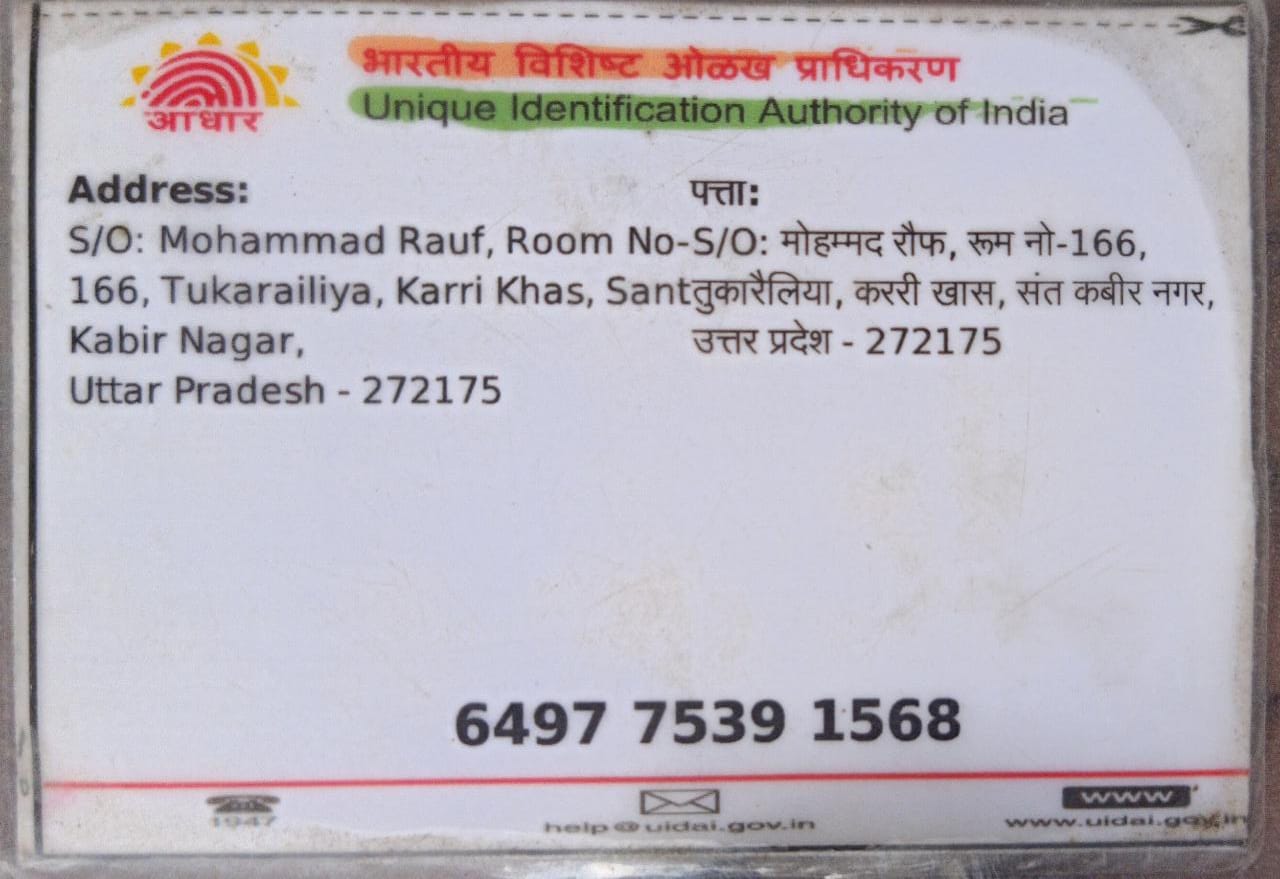 भारतीय विशिष्ट ओळख प्राधिकरण
Unique Identification Authority of India
आधार
Address:
S/O: Mohammad Rauf, Room No-
166, Tukarailiya, Karri Khas, Sant
Kabir Nagar,
Uttar Pradesh - 272175
पत्ता:
S/O: मोहम्मद रौफ, रूम नो-166,
तुकारैलिया, कररी खास, संत कबीर नगर,
उत्तर प्रदेश - 272175
6497 7539 1568
1947
help@uidai.gov.in
www
www.uidai.gov.in